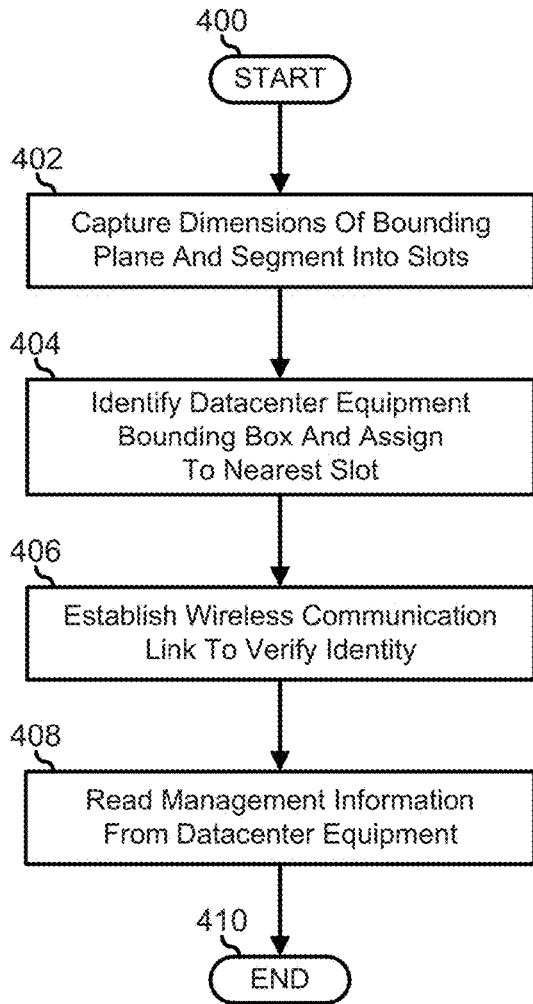 400
START
402
Capture Dimensions Of Bounding
Plane And Segment Into Slots
404
Identify Datacenter Equipment
Bounding Box And Assign
To Nearest Slot
406
Establish Wireless Communication
Link To Verify Identity
408
Read Management Information
From Datacenter Equipment
410
END